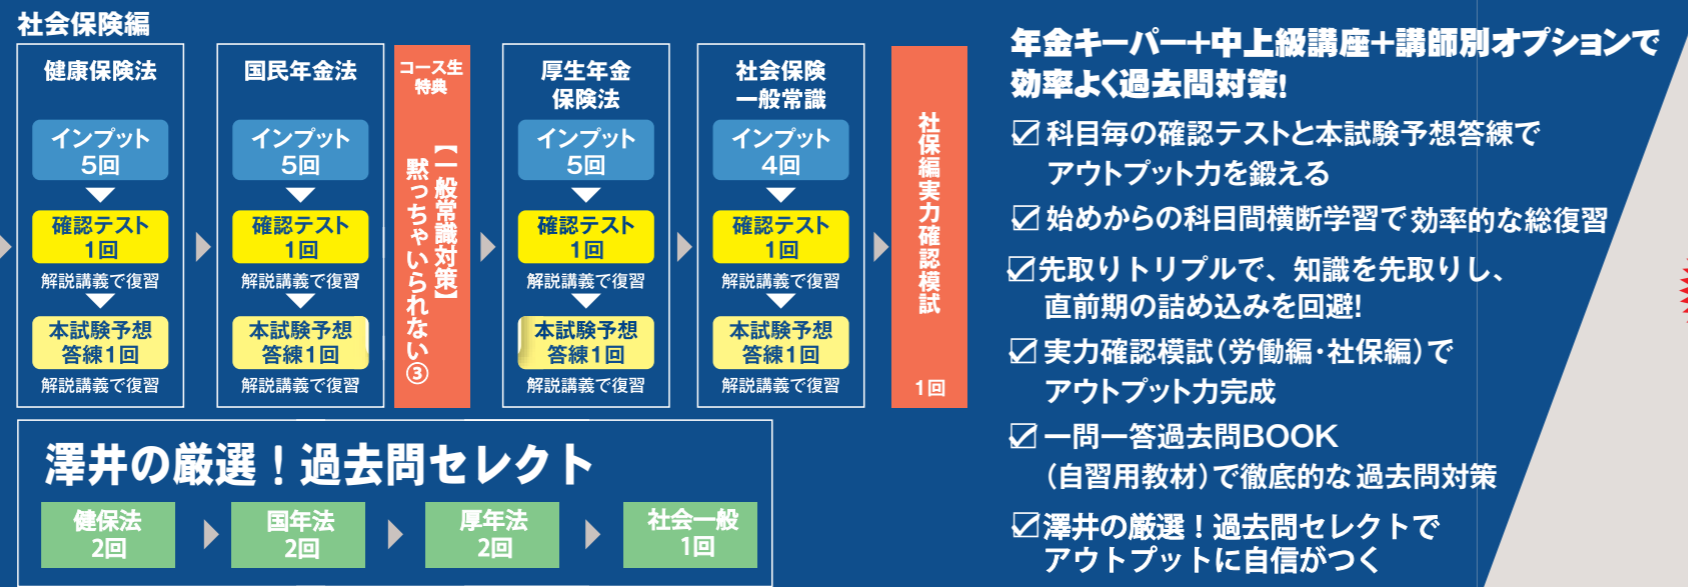 社会保険編
健康保険法
インプット
5回
確認テスト
1回
解説講義で復習
本試験予想
答練1回
解説講義で復習
国民年金法
インプット
5回
確認テスト
1回
解説講義で復習
本試験予想
答練1回
解説講義で復習
コース生
特典
【一般常識対策】
黙っちゃいられない③
厚生年金
保険法
インプット
5回
確認テスト
1回
解説講義で復習
本試験予想
答練1回
解説講義で復習
社会保険
一般常識
インプット
4回
確認テスト
1回
解説講義で復習
本試験予想
答練1回
解説講義で復習
社保編実力確認模試
1回
澤井の厳選！過去問セレクト
健保法
2回
国年法
2回
厚年法
2回
社会一般
1回
年金キーパー+中上級講座+講師別オプションで
効率よく過去問対策!
☑科目毎の確認テストと本試験予想答練で
アウトプット力を鍛える
☑始めからの科目間横断学習で効率的な総復習
☑先取りトリプルで、知識を先取りし、
直前期の詰め込みを回避!
☑実力確認模試（労働編･社保編）で
アウトプット力完成
☑一問一答過去問BOOK
（自習用教材）で徹底的な過去問対策
☑澤井の厳選！過去問セレクトで
アウトプットに自信がつく